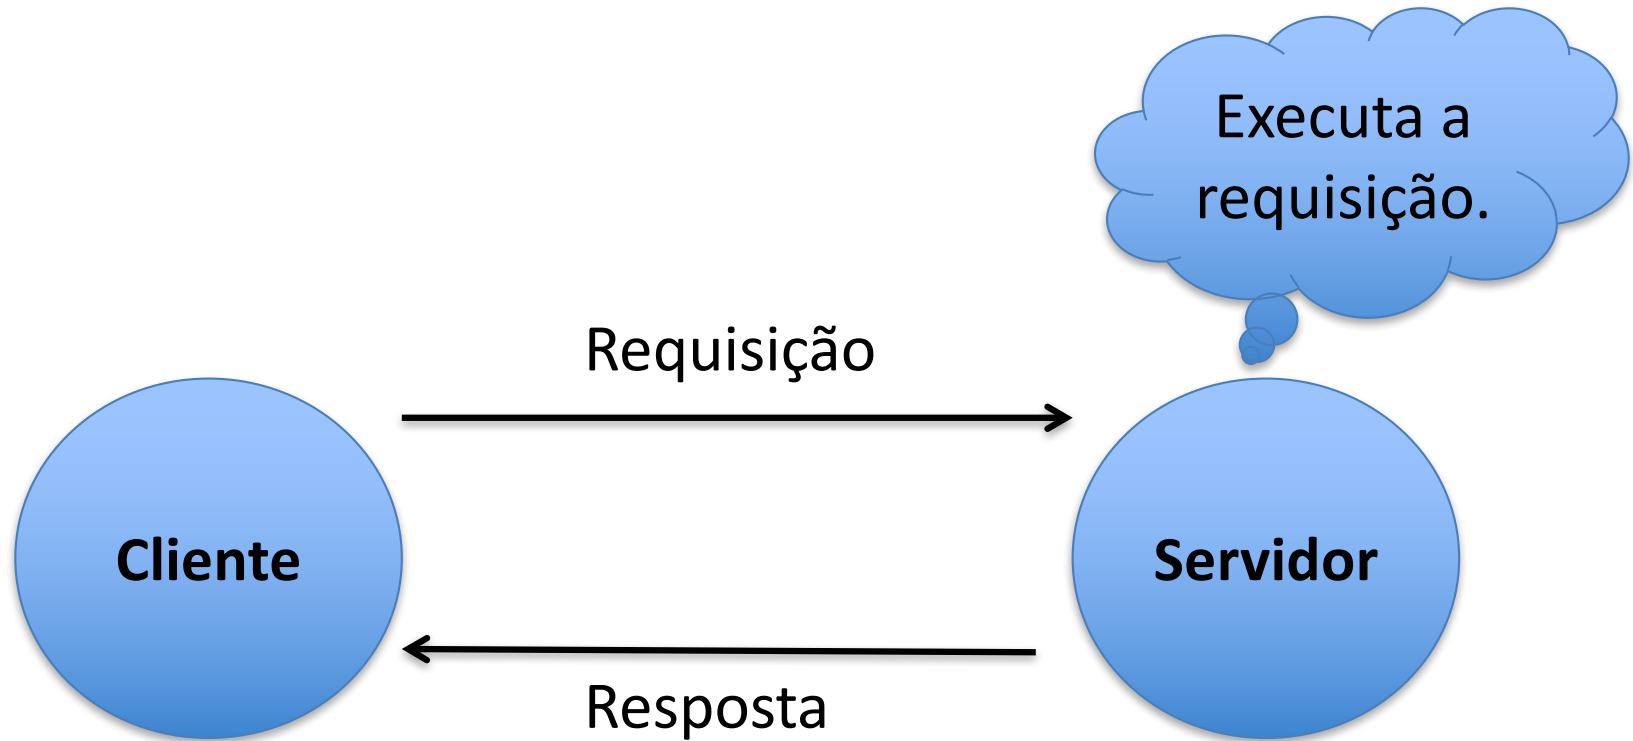 Executa a
requisição.
Requisição
Cliente
Servidor
Resposta